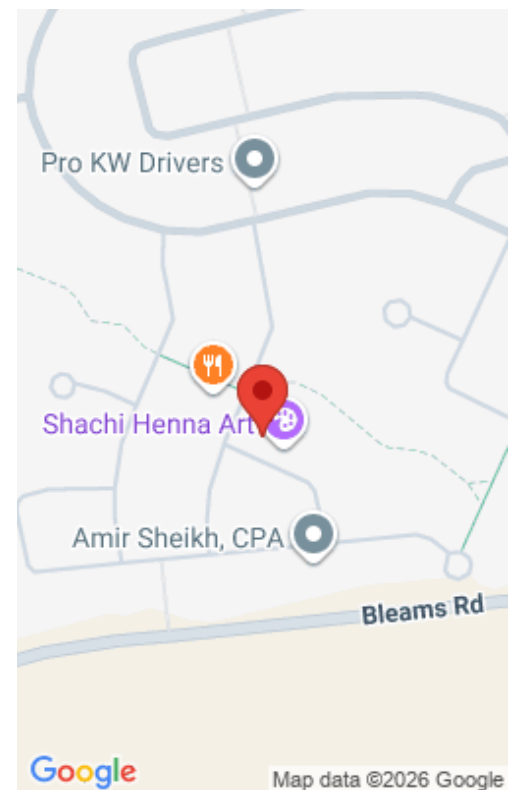 Pro KW Drivers
Shachi Henna Art
Amir Sheikh, CPA
Bleams Rd
Google
Map data ©2026 Google